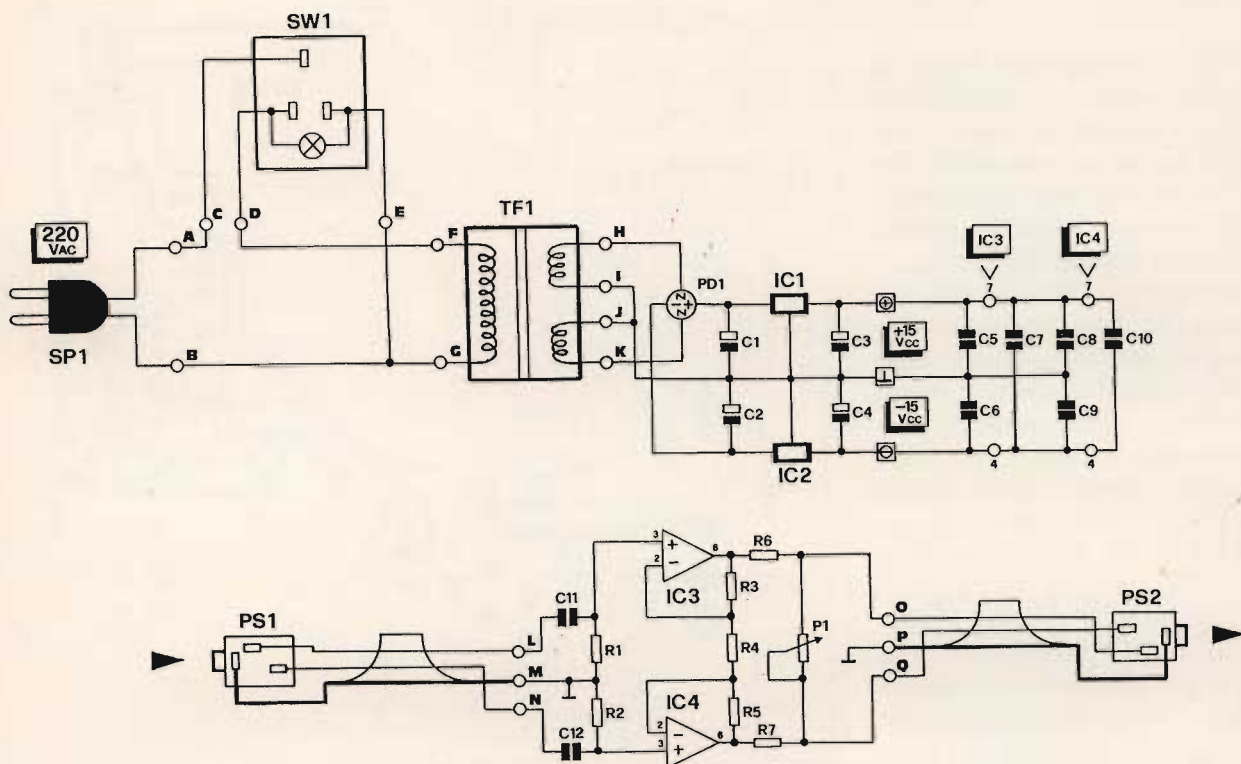 SW1
C
D
E
A
220
VAC
SP1
B
TF1
F
G
H
I
J
K
PD1
IC1
IC2
C1
C2
C3
C4
+
+15
Vcc
-15
Vcc
IC3
7
IC4
7
C5
C7
C8
C10
C6
C9
4
4
PS1
L
M
N
C11
C12
R1
R2
3
+
2
-
6
IC3
R6
R3
R4
P1
IC4
2
-
3
+
6
R5
R7
O
P
Q
PS2